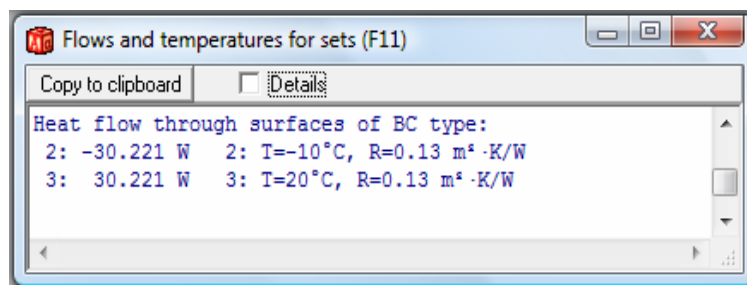 Flows and temperatures for sets (F11)
Copy to clipboard Details
Heat flow through surfaces of BC type:
2: -30.221 W 2: T=-10°C, R=0.13 m²·K/W
3: 30.221 W 3: T=20°C, R=0.13 m²·K/W